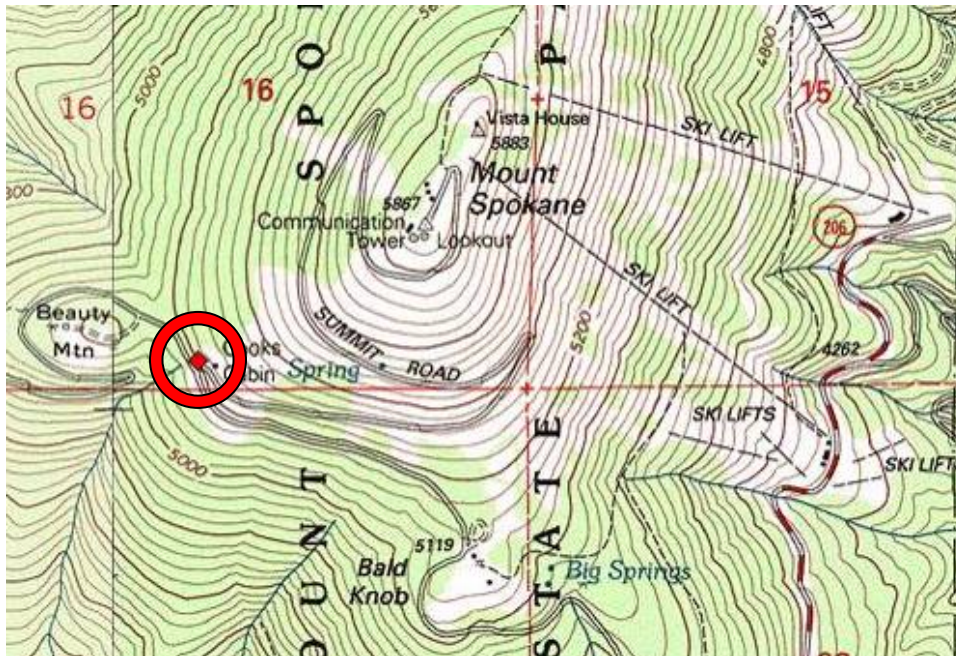 5000
16
16
SPO
PA
4800
LIFT
15
Vista House
5883
SKI LIFT
Mount
Spokane
5867
Communication
Tower
Lookout
206
SKI LIFT
Beauty
Mtn
SUMMIT
ROAD
Spring
5200
4262
SKI LIFTS
SKI LIFT
5000
UNT
STATE
5119
Bald
Knob
Big Springs